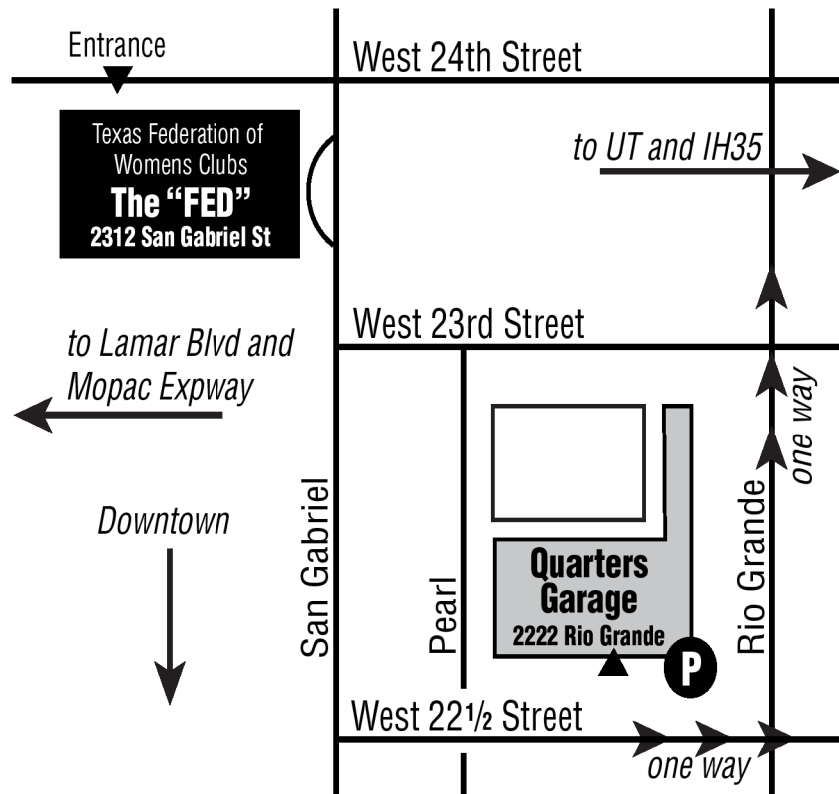 Entrance
West 24th Street
Texas Federation of
Womens Clubs
The “FED”
2312 San Gabriel St
to UT and IH35
West 23rd Street
to Lamar Blvd and
Mopac Expway
one way
Downtown
San Gabriel
Pearl
Quarters
Garage
2222 Rio Grande
P
Rio Grande
West 22½ Street
one way